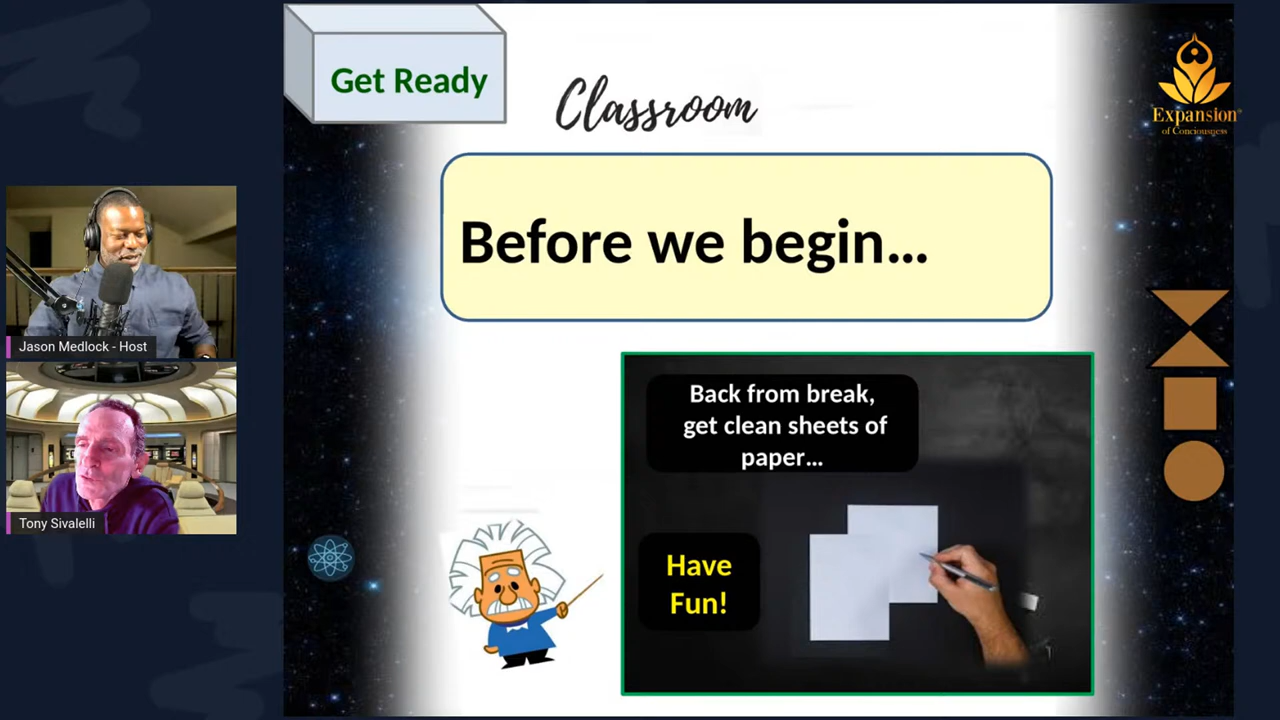 Get Ready
Classroom
Expansion
of Conciousness
Before we begin...
Back from break,
get clean sheets of
paper...
Have
Fun!
Jason Medlock - Host
Tony Sivalelli